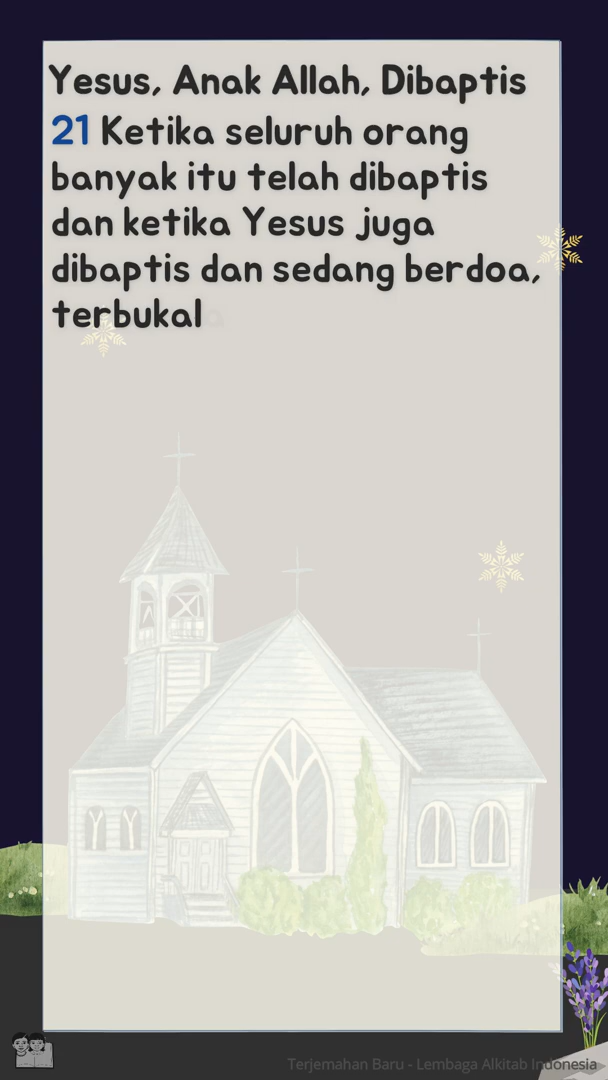 Yesus, Anak Allah, Dibaptis
21 Ketika seluruh orang
banyak itu telah dibaptis
dan ketika Yesus juga
dibaptis dan sedang berdoa,
terbukala
Terjemahan Baru - Lembaga Alkitab Indonesia